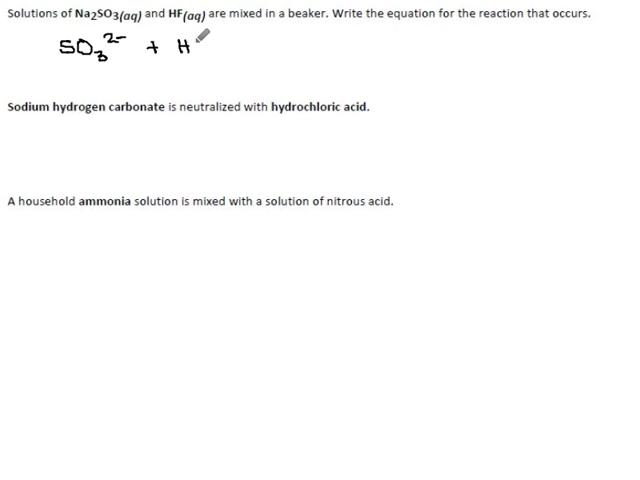 Solutions of Na2SO3(aq) and HF(aq) are mixed in a beaker. Write the equation for the reaction that occurs.
SO3 2- + H
Sodium hydrogen carbonate is neutralized with hydrochloric acid.
A household ammonia solution is mixed with a solution of nitrous acid.